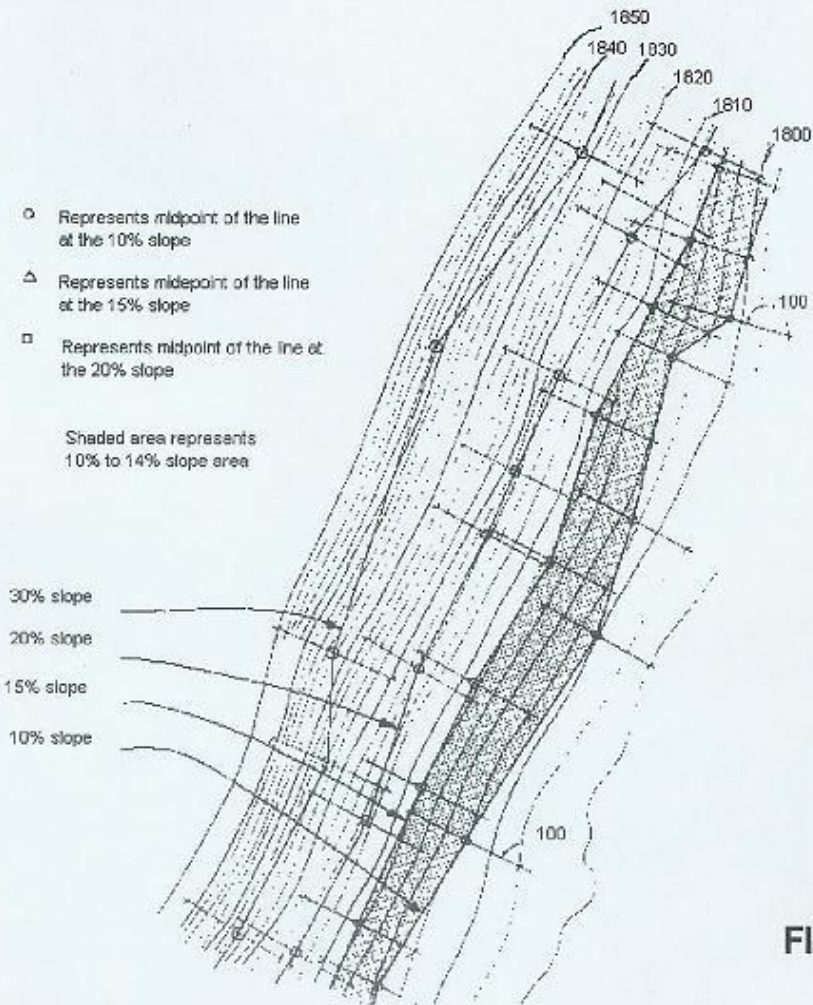 1850
1840
1830
1820
1810
1800
Represents midpoint of the line
at the 10% slope
Represents midepoint of the line
at the 15% slope
100
Represents midpoint of the line at
the 20% slope
Shaded area represents
10% to 14% slope area
30% slope
20% slope
15% slope
10% slope
100
FI